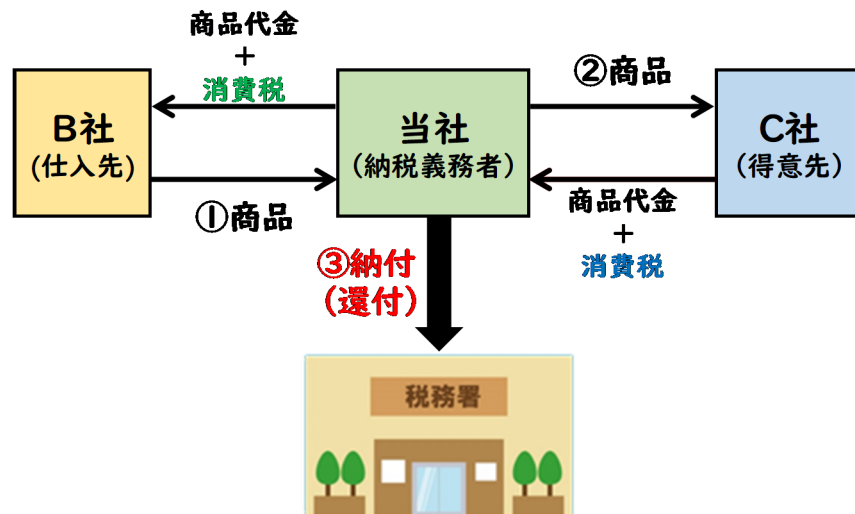 商品代金
+
消費税
②商品
B社
(仕入先)
当社
(納税義務者)
C社
(得意先)
①商品
商品代金
+
消費税
③納付
(還付)
税務署